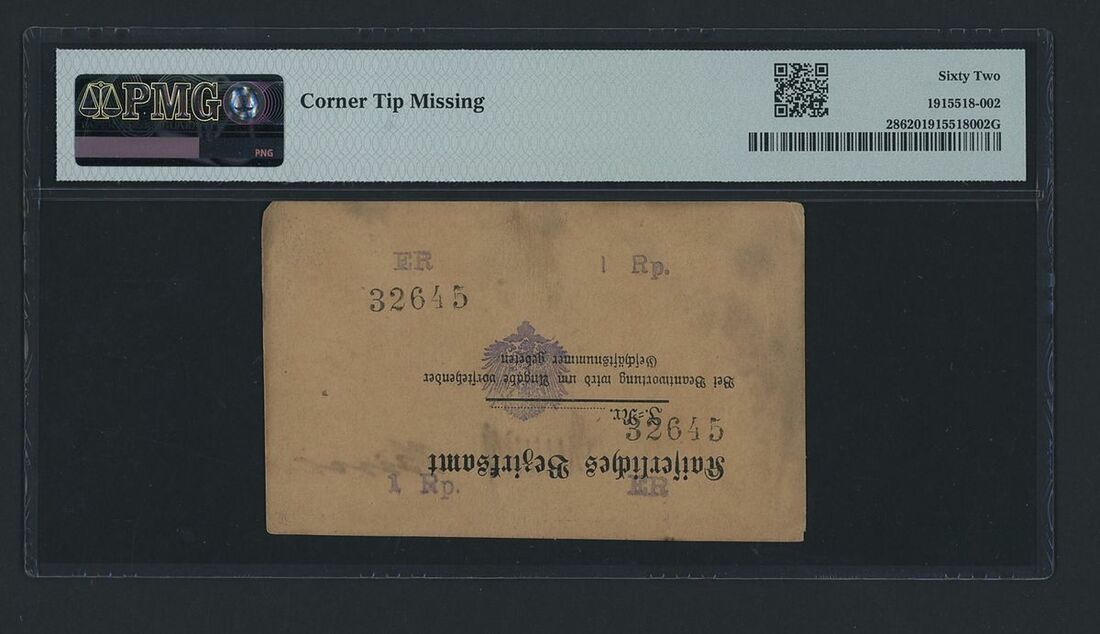 PMG
PNG
Corner Tip Missing
Sixty Two
1915518-002
286201915518002G
ER
1 Rp.
32645
Geschäftsnummer gebeten
Bei Beantwortung wird um Angabe vorstehender
J.-Nr.
32645
Kaiserliches Bezirksamt
1 Rp.
ER